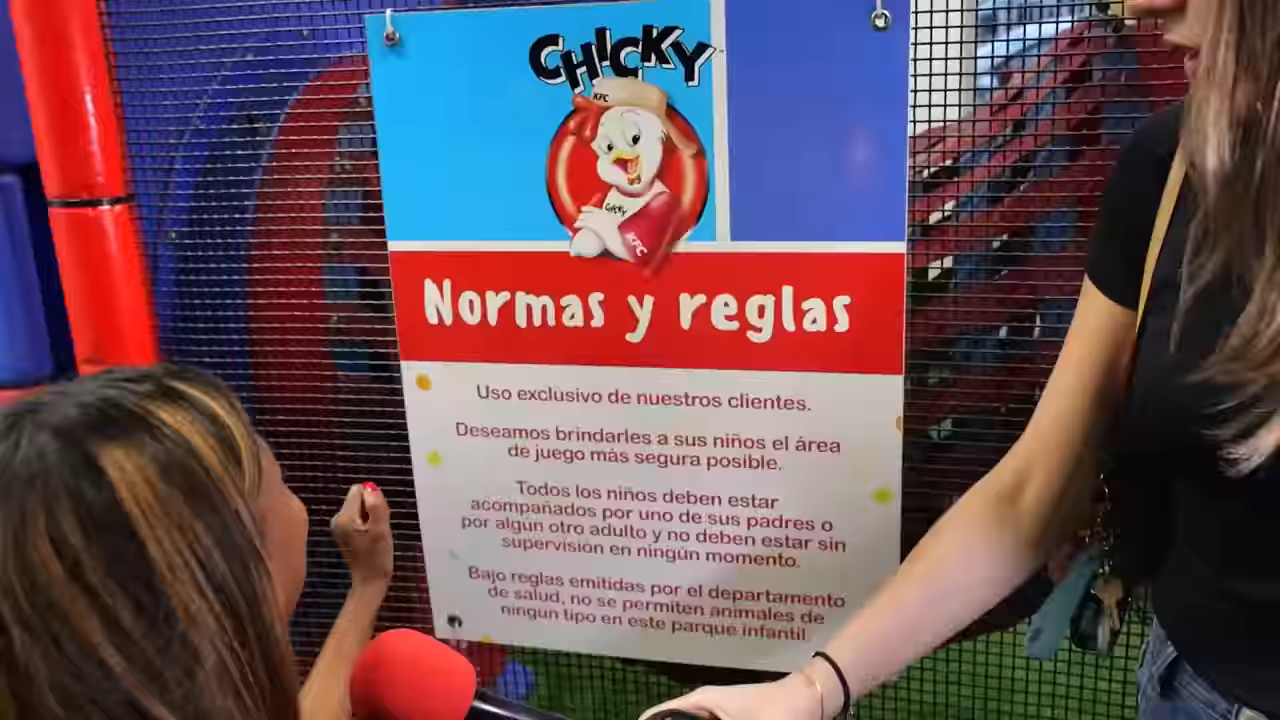 CHICKY
KFC
CHICKY
KFC
Normas y reglas
Uso exclusivo de nuestros clientes.
Deseamos brindarles a sus niños el área
de juego más segura posible.
Todos los niños deben estar
acompañados por uno de sus padres o
por algún otro adulto y no deben estar sin
supervisión en ningún momento.
Bajo reglas emitidas por el departamento
de salud, no se permiten animales de
ningun tipo en este parque infantil.